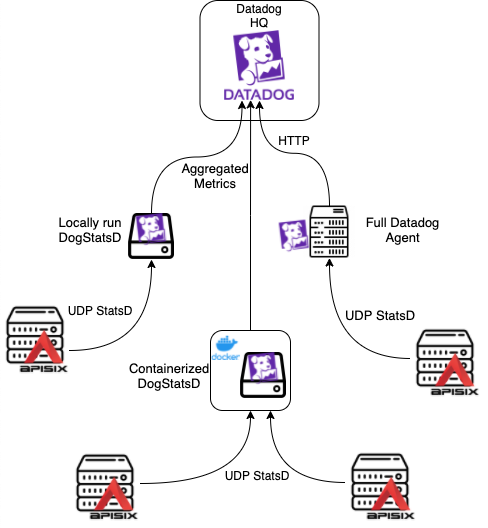 Datadog
HQ
DATADOG
HTTP
Aggregated
Metrics
Locally run
DogStatsD
Full Datadog
Agent
UDP StatsD
UDP StatsD
APISIX
docker
Containerized
DogStatsD
APISIX
UDP StatsD
APISIX
APISIX